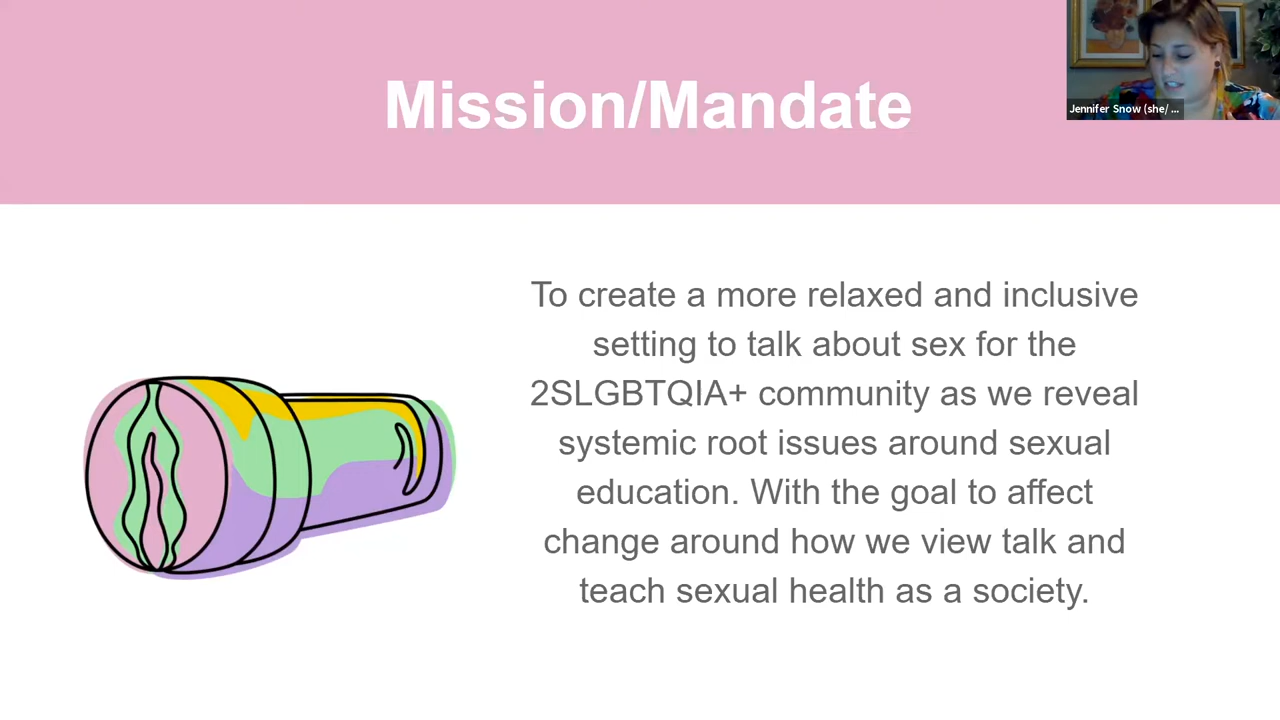 Mission/Mandate
Jennifer Snow (she/ ...
To create a more relaxed and inclusive
setting to talk about sex for the
2SLGBTQIA+ community as we reveal
systemic root issues around sexual
education. With the goal to affect
change around how we view talk and
teach sexual health as a society.